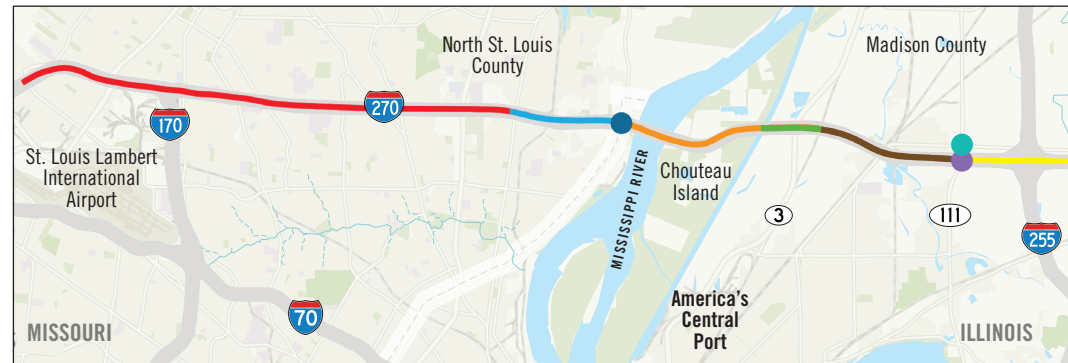 North St. Louis
County
Madison County
270
170
St. Louis Lambert
International
Airport
MISSISSIPPI RIVER
Chouteau
Island
3
111
255
70
America's
Central
Port
MISSOURI
ILLINOIS